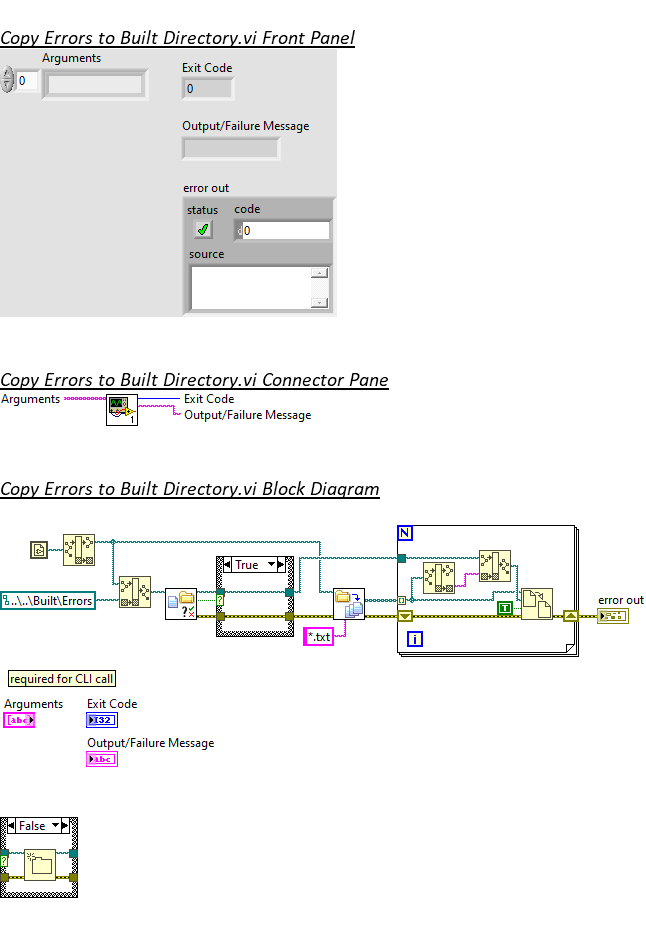 Copy Errors to Built Directory.vi Front Panel
Arguments
0
Exit Code
0
Output/Failure Message
error out
status code
0
source
Copy Errors to Built Directory.vi Connector Pane
Arguments Exit Code
Output/Failure Message
1
Copy Errors to Built Directory.vi Block Diagram
N
True
..\..\Built\Errors
?
T
error out
*.txt
i
required for CLI call
Arguments Exit Code
abc I32
Output/Failure Message
abc
False
?